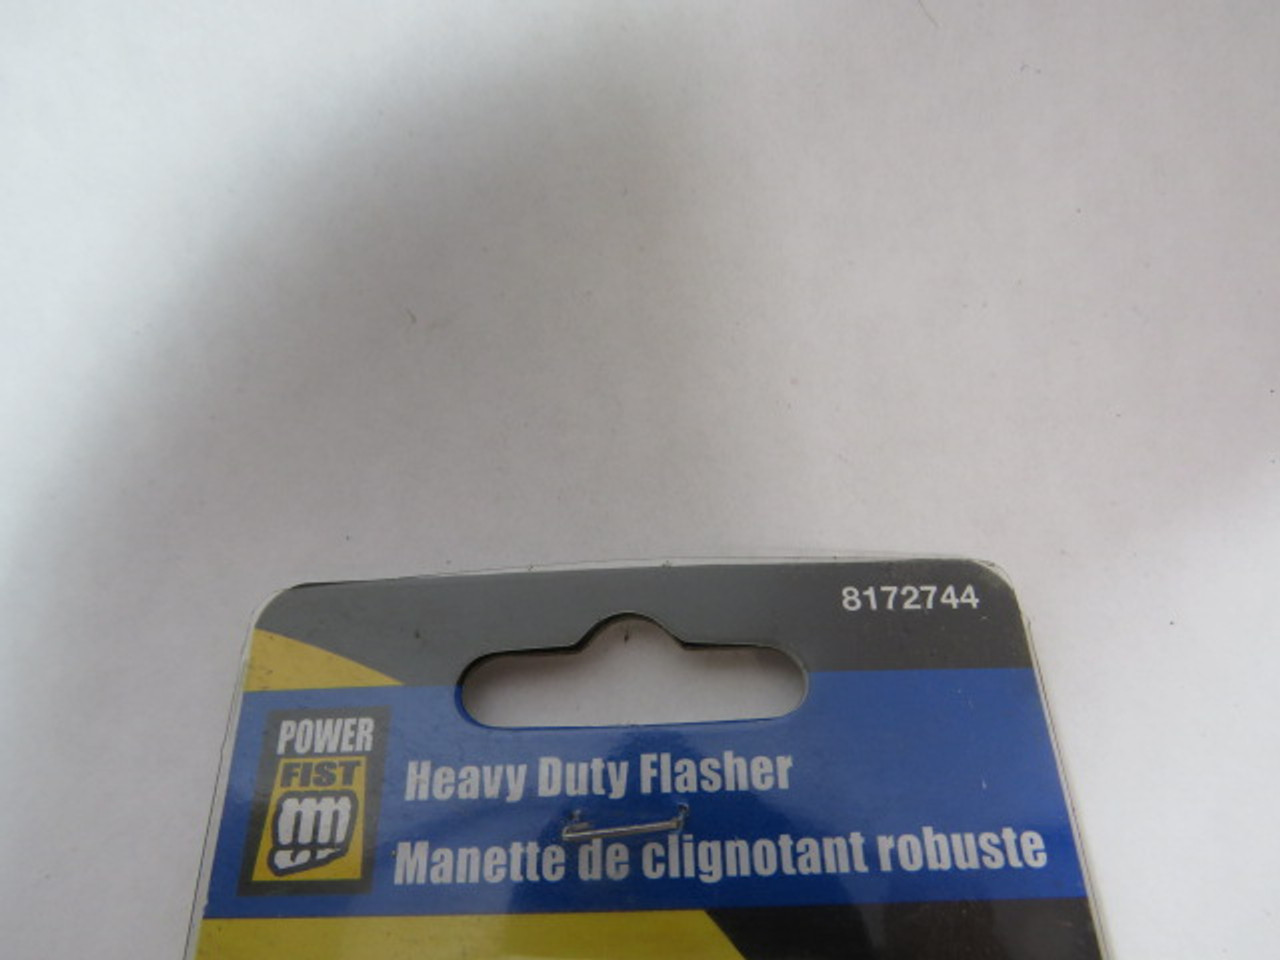 8172744
POWER
FIST
Heavy Duty Flasher
Manette de clignotant robuste